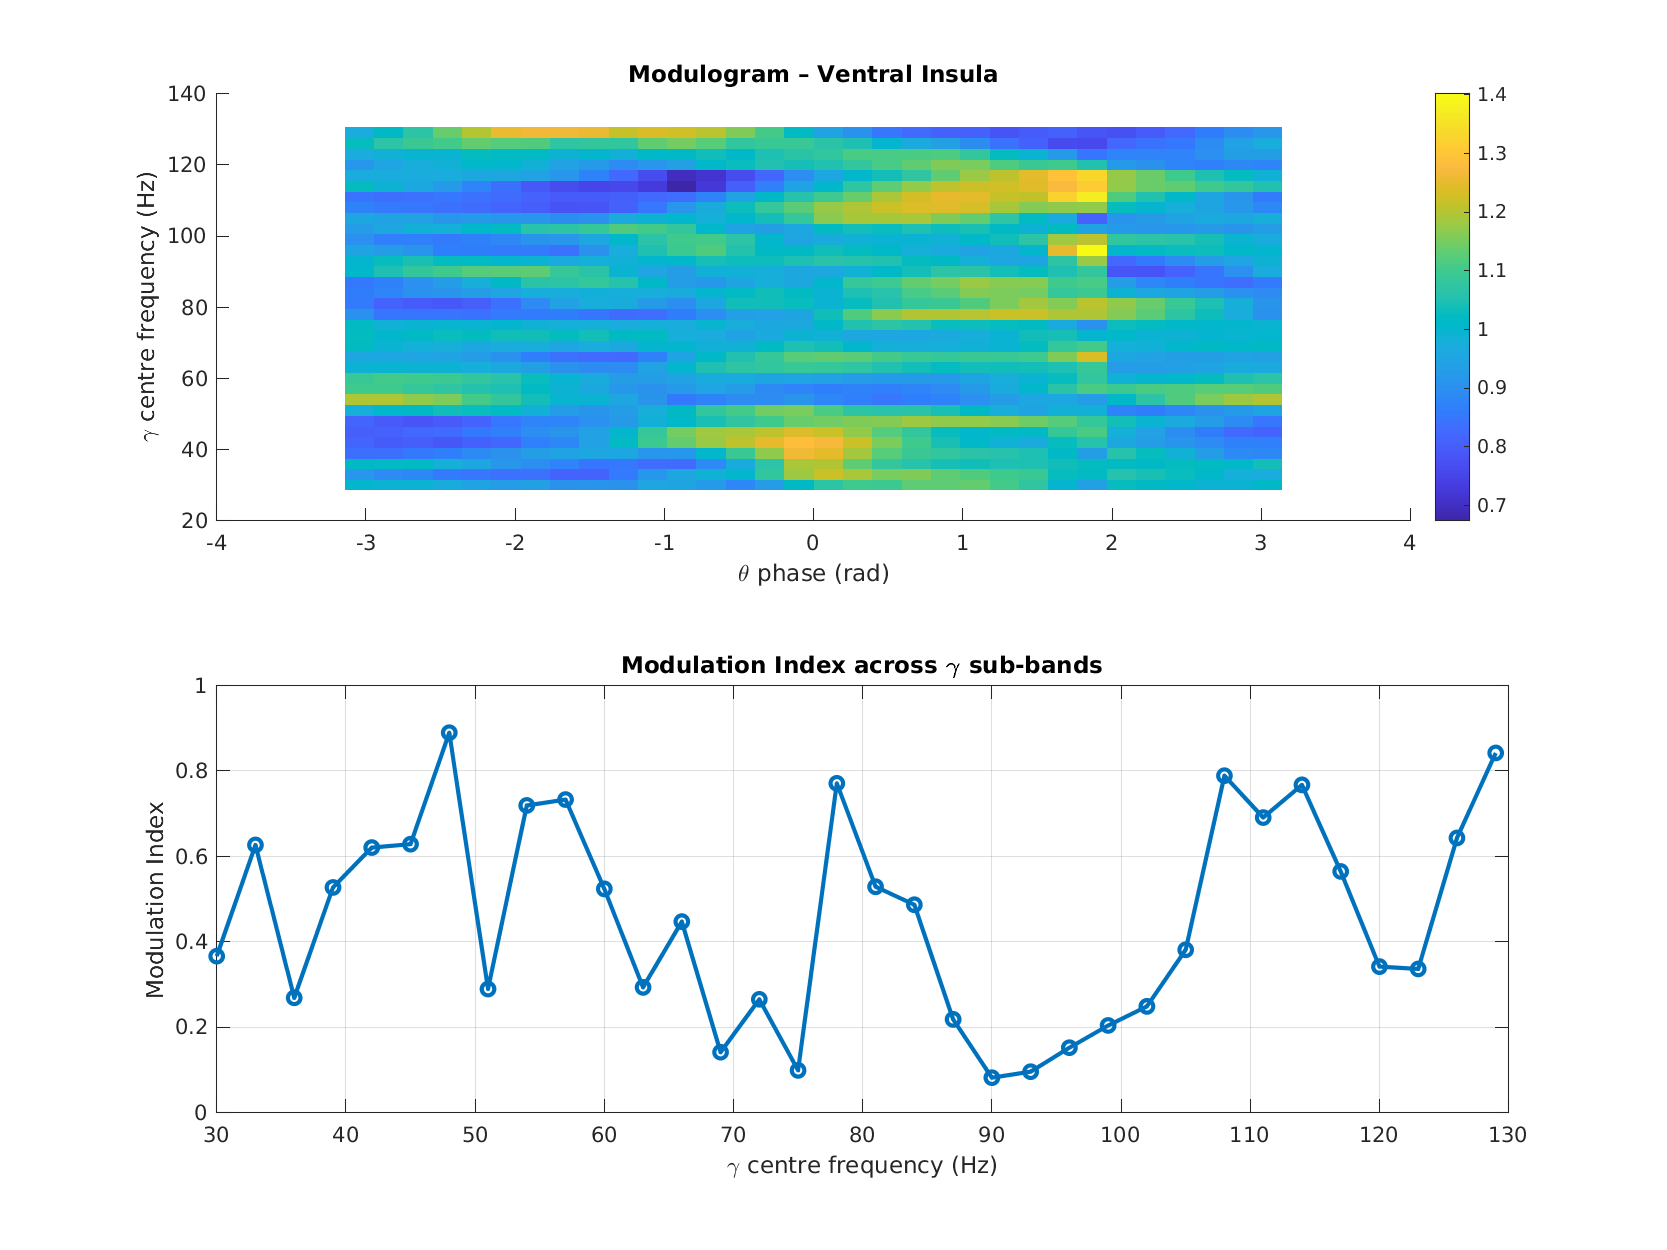 Modulogram – Ventral Insula
140
120
100
80
60
40
20
γ centre frequency (Hz)
-4 -3 -2 -1 0 1 2 3 4
θ phase (rad)
1.4
1.3
1.2
1.1
1
0.9
0.8
0.7
Modulation Index across γ sub-bands
1
0.8
0.6
0.4
0.2
0
Modulation Index
30 40 50 60 70 80 90 100 110 120 130
γ centre frequency (Hz)